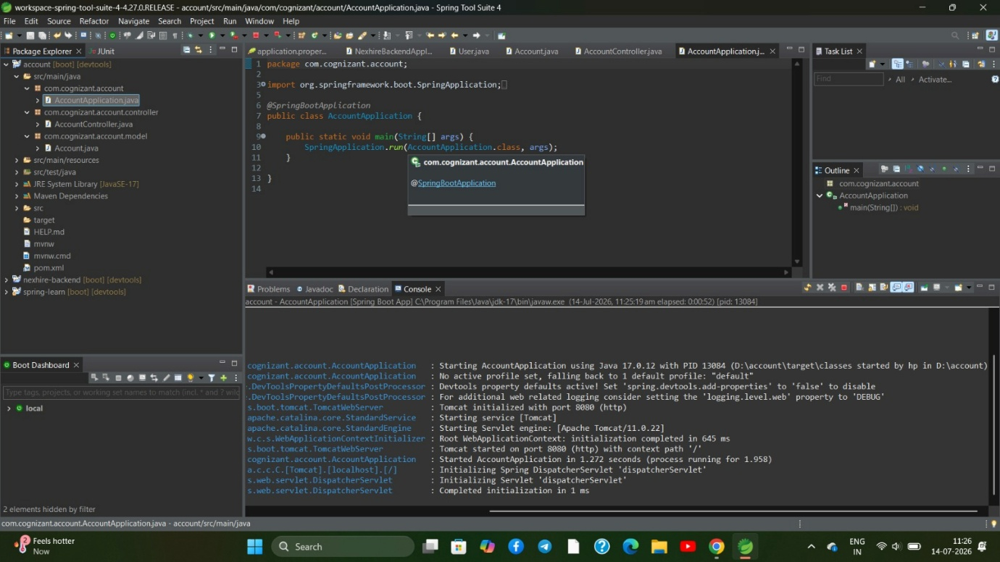 workspace-spring-tool-suite-4-4.27.0.RELEASE - account/src/main/java/com/cognizant/account/AccountApplication.java - Spring Tool Suite 4
File Edit Source Refactor Navigate Search Project Run Window Help
Package Explorer
JUnit
account [boot] [devtools]
src/main/java
com.cognizant.account
AccountApplication.java
com.cognizant.account.controller
AccountController.java
com.cognizant.account.model
Account.java
src/main/resources
src/test/java
JRE System Library [JavaSE-17]
Maven Dependencies
src
target
HELP.md
mvnw
mvnw.cmd
pom.xml
nexhire-backend [boot] [devtools]
spring-learn [boot] [devtools]
Boot Dashboard
Type tags, projects, or working set names to match (incl. * and ? wild
local
2 elements hidden by filter
application.proper...
NexhireBackendAppl...
User.java
Account.java
AccountController.java
AccountApplication.j...
1 package com.cognizant.account;
2
3 import org.springframework.boot.SpringApplication;
5
6 @SpringBootApplication
7 public class AccountApplication {
8
9 public static void main(String[] args) {
10 SpringApplication.run(AccountApplication.class, args);
11 }
12
13 }
14
com.cognizant.account.AccountApplication
@SpringBootApplication
Task List
Find
All
Activate...
Outline
com.cognizant.account
AccountApplication
main(String[]) : void
Problems
Javadoc
Declaration
Console
account - AccountApplication [Spring Boot App] C:\Program Files\Java\jdk-17\bin\javaw.exe (14-Jul-2026, 11:25:19 am elapsed: 0:00:52) [pid: 13084]
cognizant.account.AccountApplication : Starting AccountApplication using Java 17.0.12 with PID 13084 (D:\account\target\classes started by hp in D:\account)
cognizant.account.AccountApplication : No active profile set, falling back to 1 default profile: "default"
.DevToolsPropertyDefaultsPostProcessor : Devtools property defaults active! Set 'spring.devtools.add-properties' to 'false' to disable
.DevToolsPropertyDefaultsPostProcessor : For additional web related logging consider setting the 'logging.level.web' property to 'DEBUG'
s.boot.tomcat.TomcatWebServer : Tomcat initialized with port 8080 (http)
apache.catalina.core.StandardService : Starting service [Tomcat]
apache.catalina.core.StandardEngine : Starting Servlet engine: [Apache Tomcat/11.0.22]
w.c.s.WebApplicationContextInitializer : Root WebApplicationContext: initialization completed in 645 ms
s.boot.tomcat.TomcatWebServer : Tomcat started on port 8080 (http) with context path '/'
cognizant.account.AccountApplication : Started AccountApplication in 1.272 seconds (process running for 1.958)
a.c.c.C.[Tomcat].[localhost].[/] : Initializing Spring DispatcherServlet 'dispatcherServlet'
s.web.servlet.DispatcherServlet : Initializing Servlet 'dispatcherServlet'
s.web.servlet.DispatcherServlet : Completed initialization in 1 ms
com.cognizant.account.AccountApplication.java - account/src/main/java
2
Feels hotter
Now
Search
ENG
IN
11:26
14-07-2026